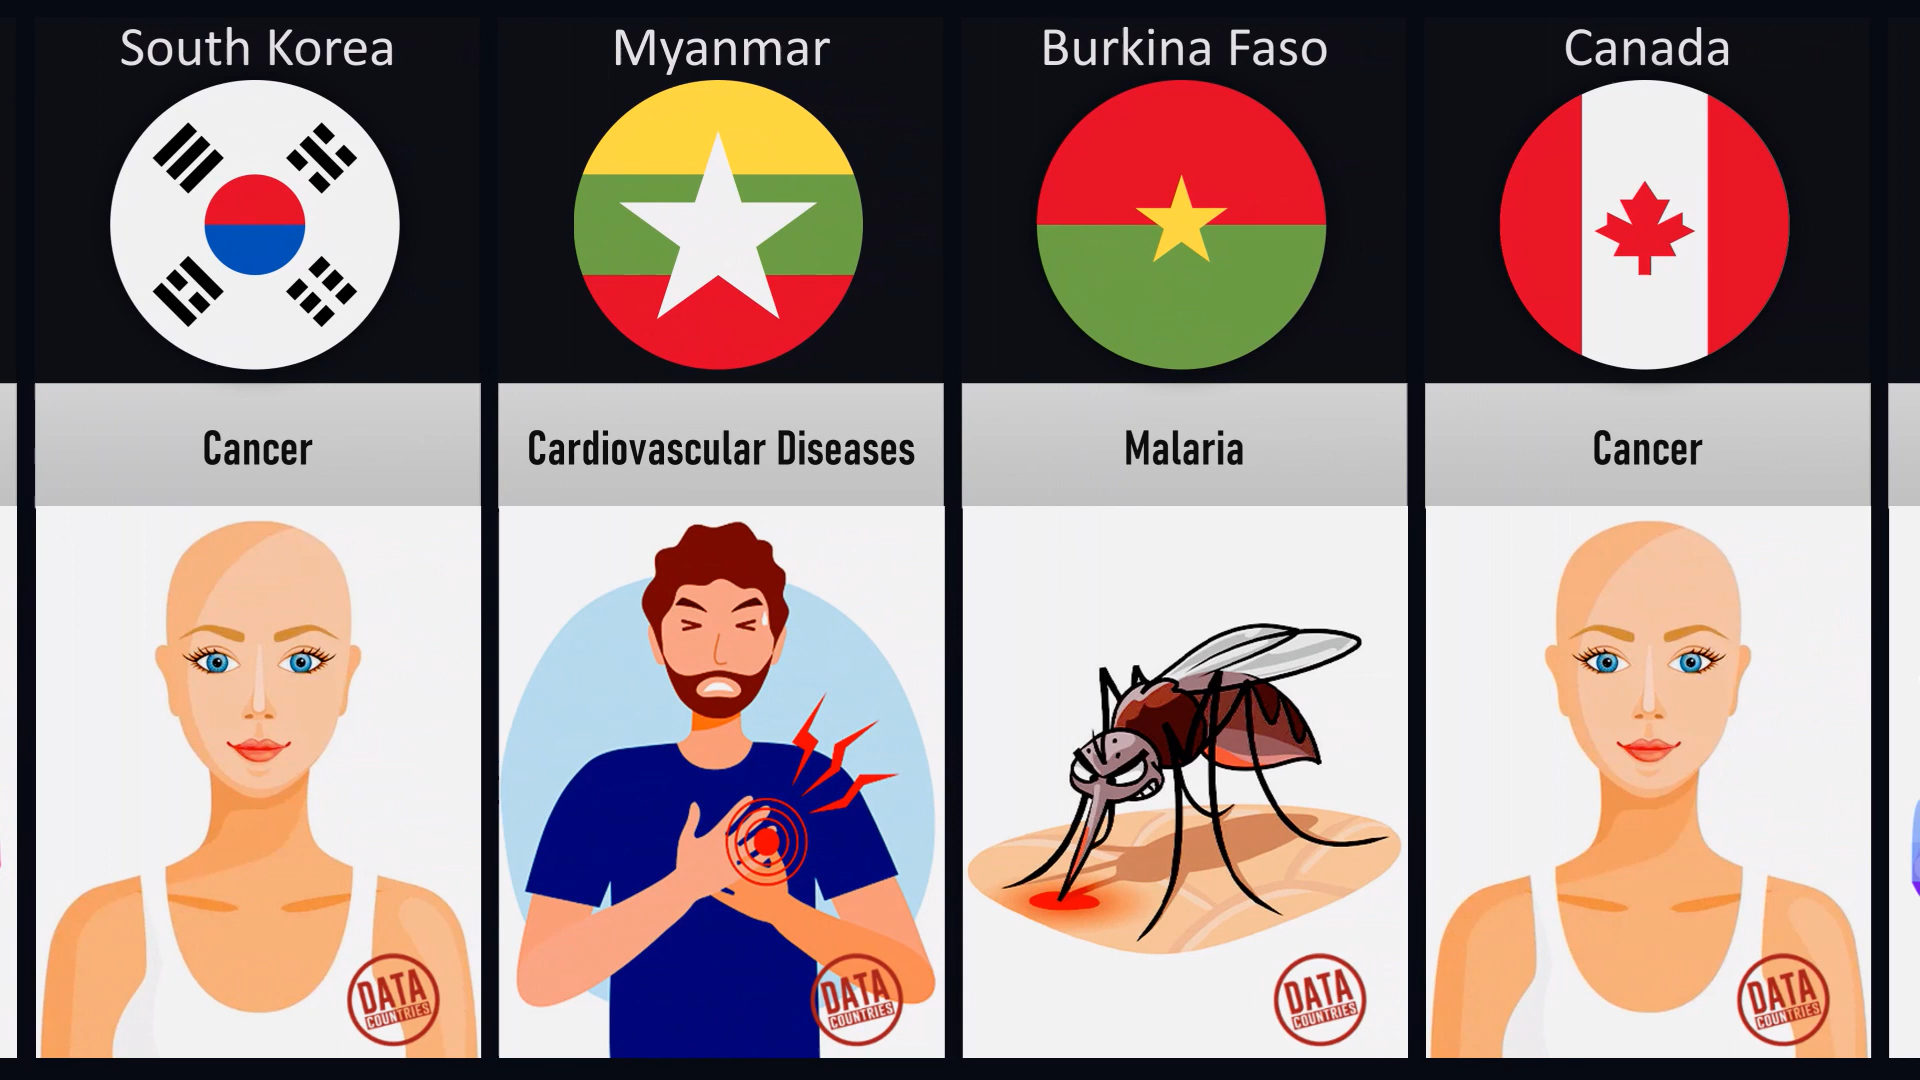 South Korea
Myanmar
Burkina Faso
Canada
Cancer
Cardiovascular Diseases
Malaria
Cancer
DATA
COUNTRIES
DATA
COUNTRIES
DATA
COUNTRIES
DATA
COUNTRIES